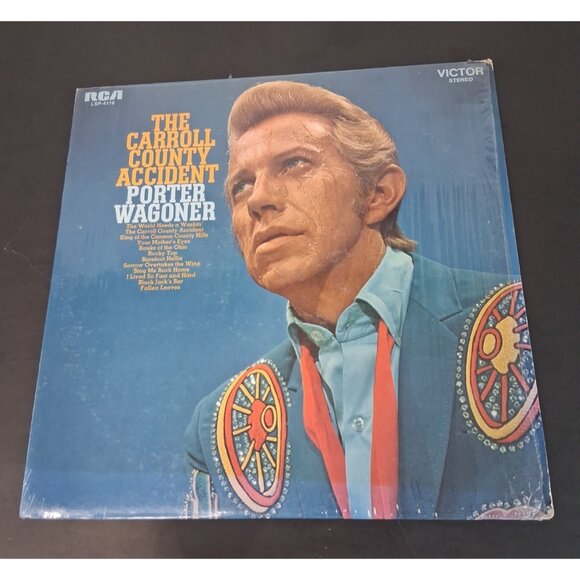 RCA
LSP-4116
VICTOR
STEREO
THE
CARROLL
COUNTY
ACCIDENT
PORTER
WAGONER
The World Needs a Washin'
The Carroll County Accident
King of the Cannon County Hills
Your Mother's Eyes
Banks of the Ohio
Rocky Top
Barefoot Nellie
Sorrow Overtakes the Wine
Sing Me Back Home
I Lived So Fast and Hard
Black Jack's Bar
Fallen Leaves